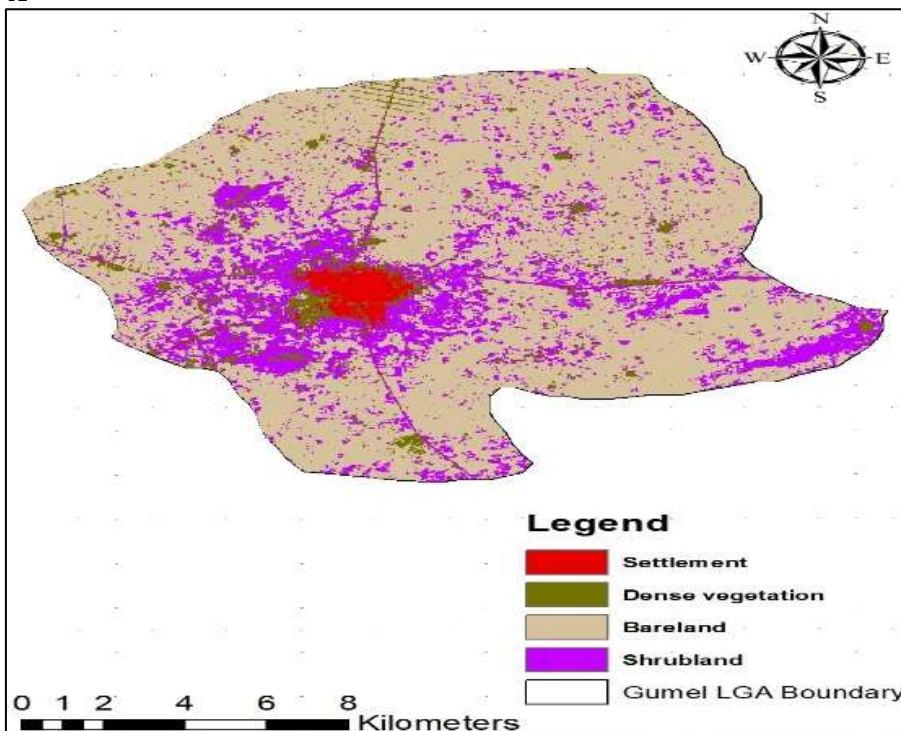 N
W E
S
Legend
Settlement
Dense vegetation
Bareland
Shrubland
Gumel LGA Boundary
0 1 2 4 6 8
Kilometers